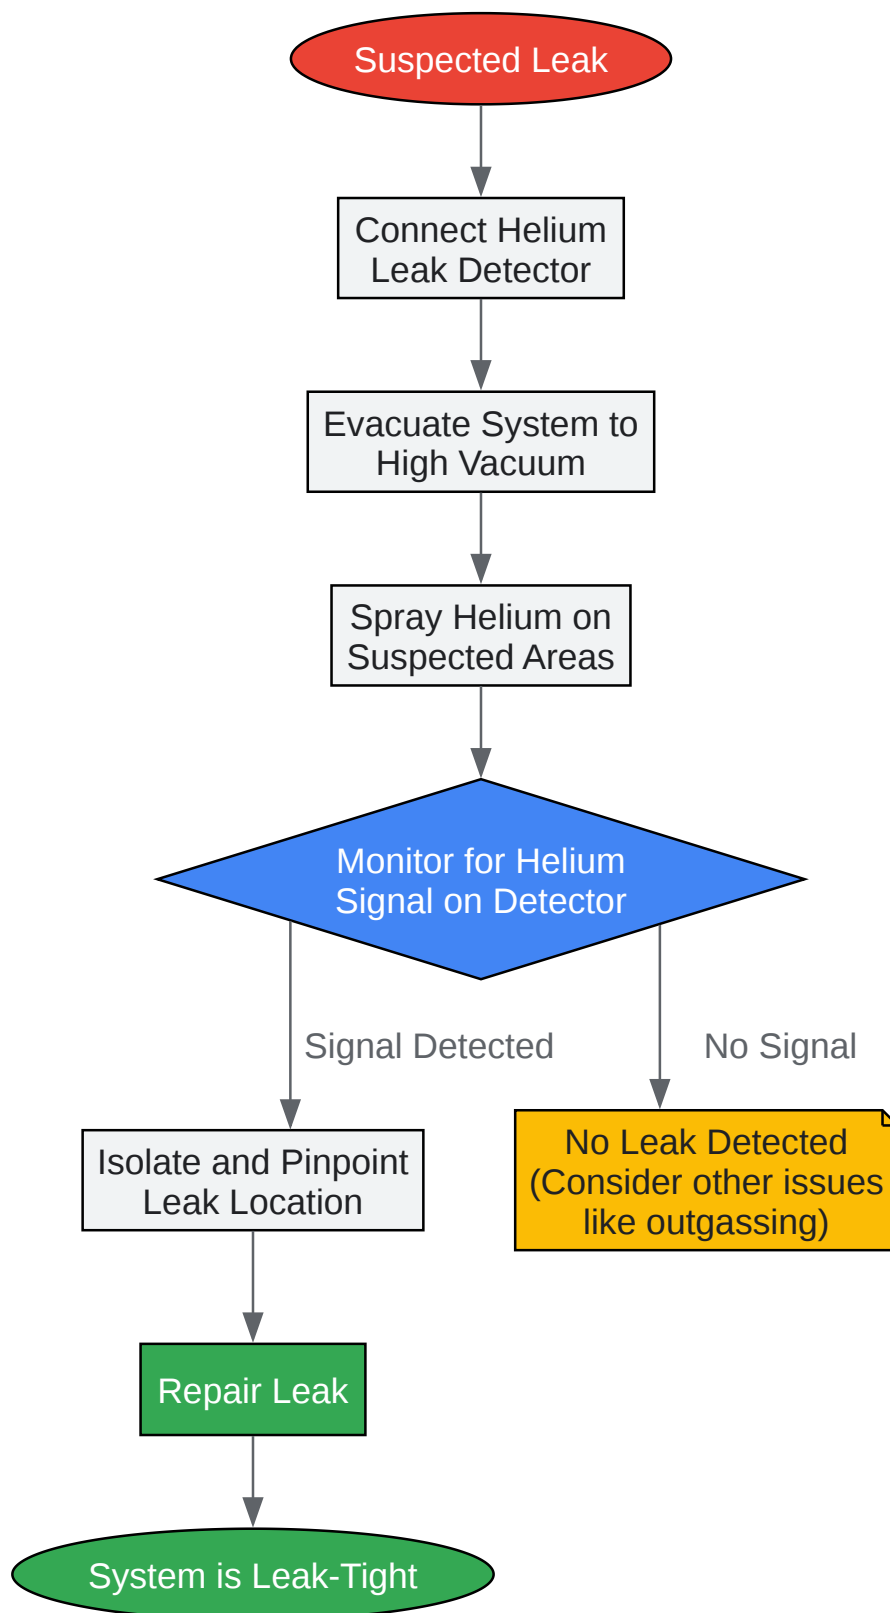 Suspected Leak
Connect Helium
Leak Detector
Evacuate System to
High Vacuum
Spray Helium on
Suspected Areas
Monitor for Helium
Signal on Detector
Signal Detected
No Signal
Isolate and Pinpoint
Leak Location
No Leak Detected
(Consider other issues
like outgassing)
Repair Leak
System is Leak-Tight